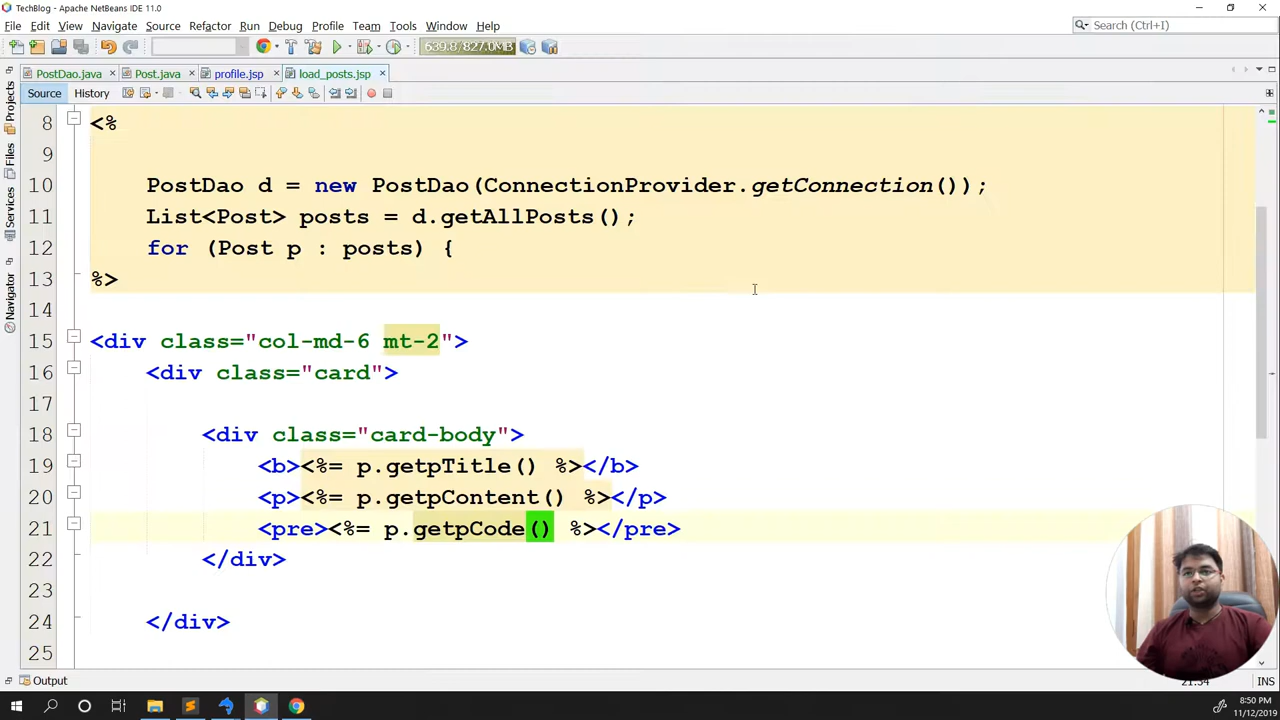 TechBlog - Apache NetBeans IDE 11.0
File Edit View Navigate Source Refactor Run Debug Profile Team Tools Window Help
Search (Ctrl+I)
639.8/827.0MB
PostDao.java Post.java profile.jsp load_posts.jsp
Source History
Projects
Files
Services
Navigator
8 <%
9
10 PostDao d = new PostDao(ConnectionProvider.getConnection());
11 List<Post> posts = d.getAllPosts();
12 for (Post p : posts) {
13 %>
14
15 <div class="col-md-6 mt-2">
16 <div class="card">
17
18 <div class="card-body">
19 <b><%= p.getpTitle() %></b>
20 <p><%= p.getpContent() %></p>
21 <pre><%= p.getpCode() %></pre>
22 </div>
23
24 </div>
25
Output
INS
8:50 PM
11/12/2019